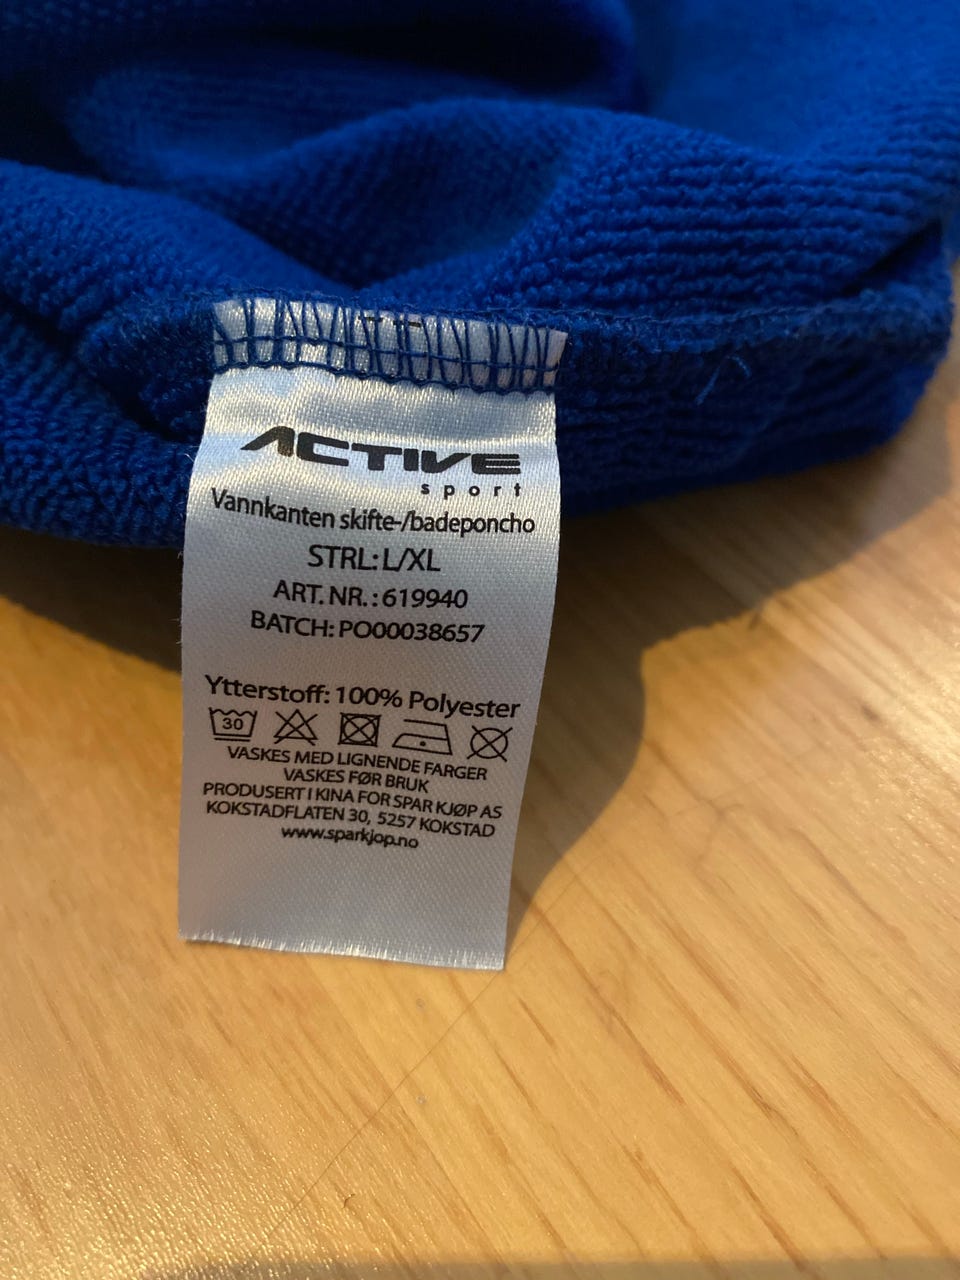 ACTIVE
sport
Vannkanten skifte-/badeponcho
STRL: L/XL
ART. NR. : 619940
BATCH: PO00038657
Ytterstoff: 100% Polyester
30
VASKES MED LIGNENDE FARGER
VASKES FØR BRUK
PRODUSERT I KINA FOR SPAR KJØP AS
KOKSTADFLATEN 30, 5257 KOKSTAD
www.sparkjop.no